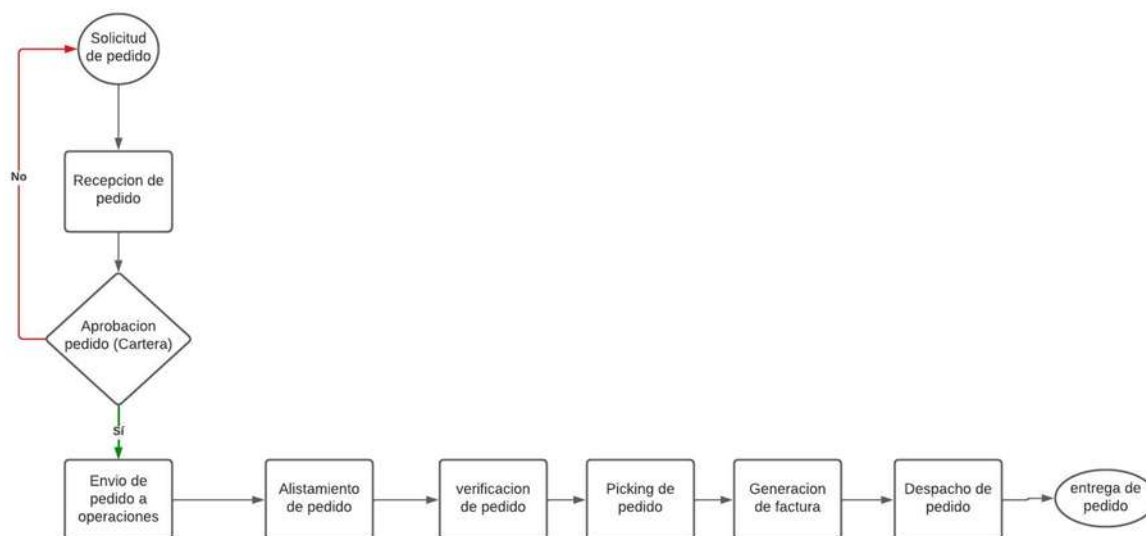 Solicitud
de pedido
No
Recepcion de
pedido
Aprobacion
pedido (Cartera)
Sí
Envio de
pedido a
operaciones
Alistamiento
de pedido
verificacion
de pedido
Picking de
pedido
Generacion
de factura
Despacho de
pedido
entrega de
pedido